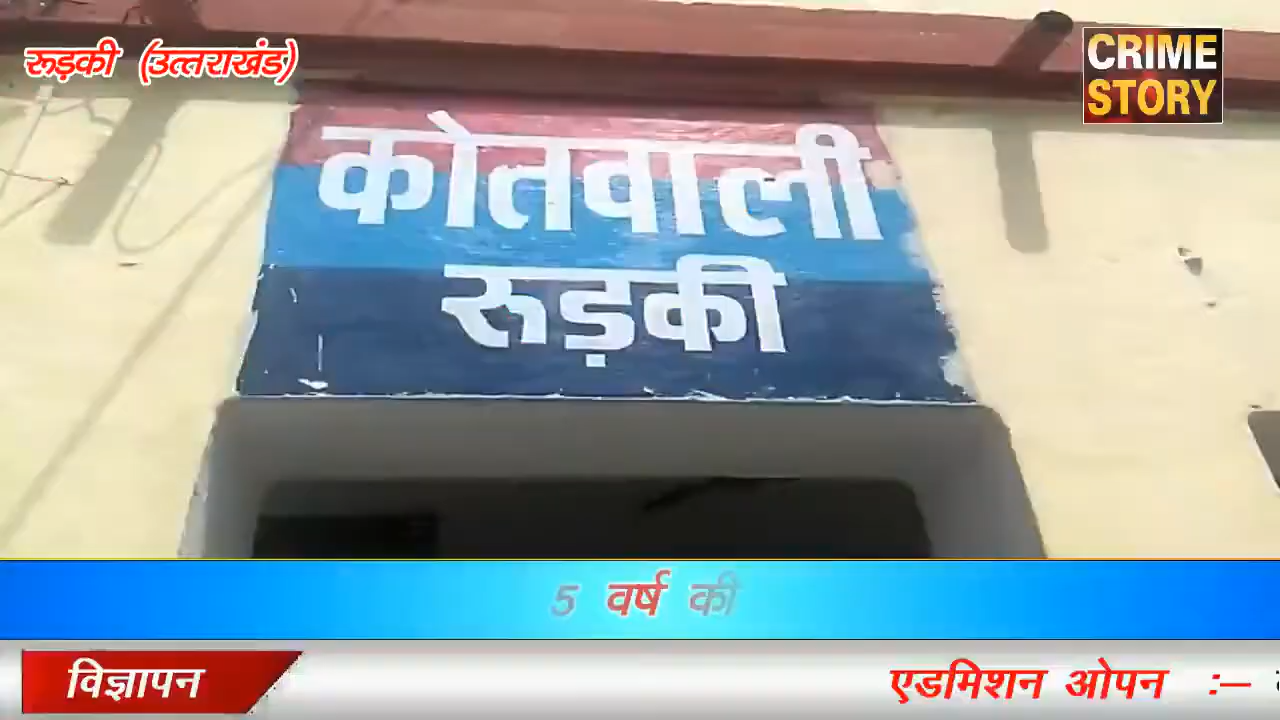 रूड़की (उत्तराखंड)
CRIME
STORY
कोतवाली
रूड़की
5 वर्ष की
विज्ञापन
एडमिशन ओपन :—